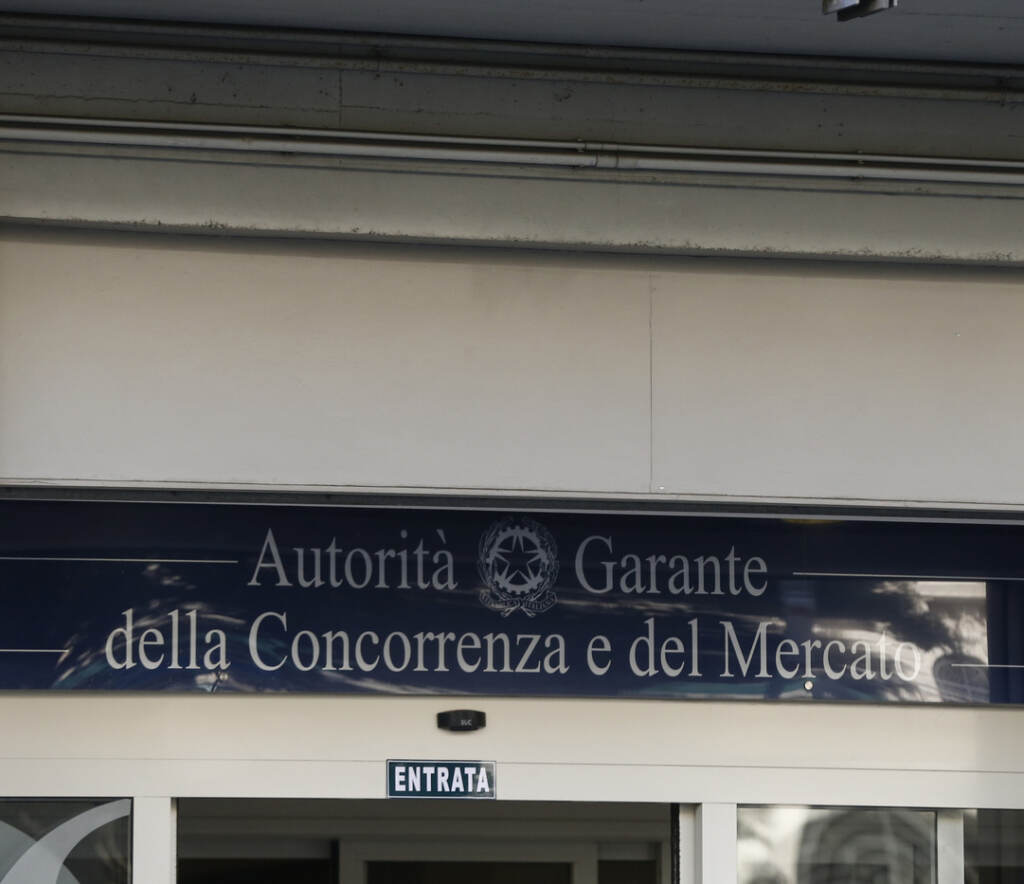 Autorità Garante
della Concorrenza e del Mercato
ENTRATA